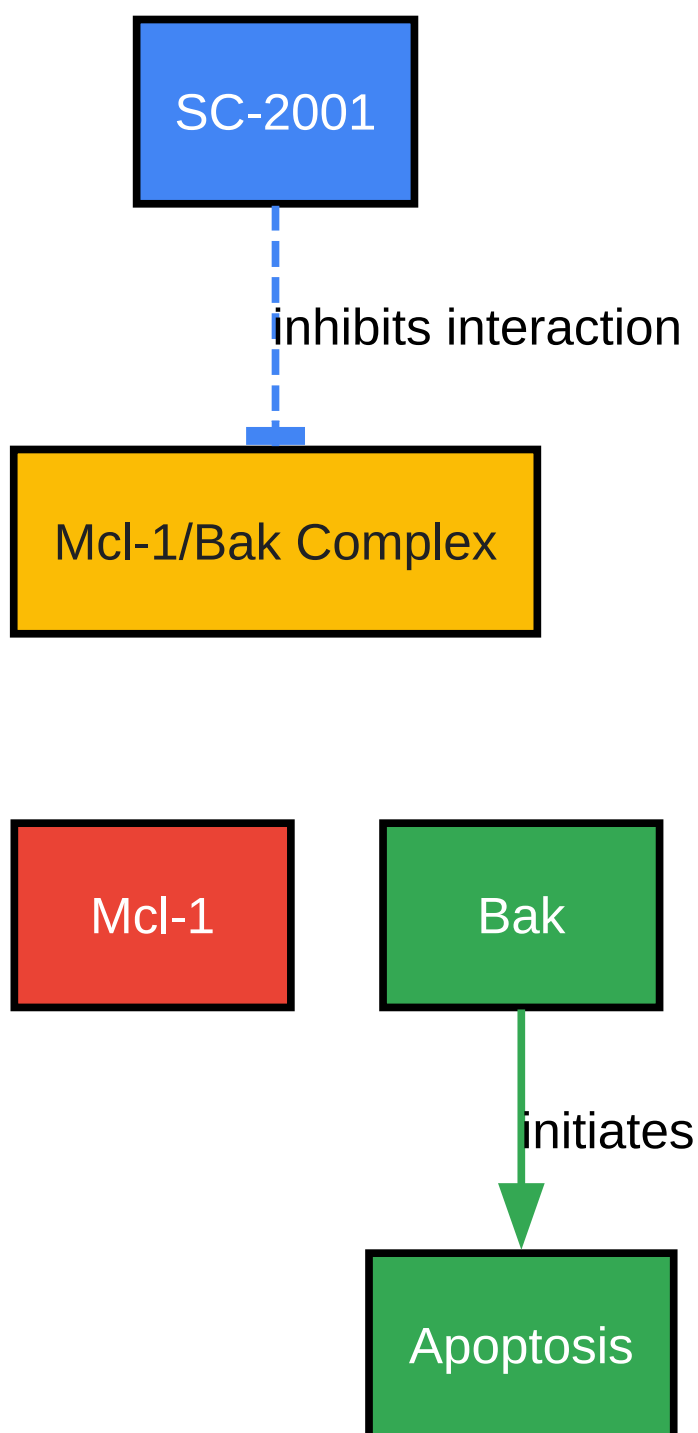 SC-2001
inhibits interaction
Mcl-1/Bak Complex
Mcl-1
Bak
initiates
Apoptosis